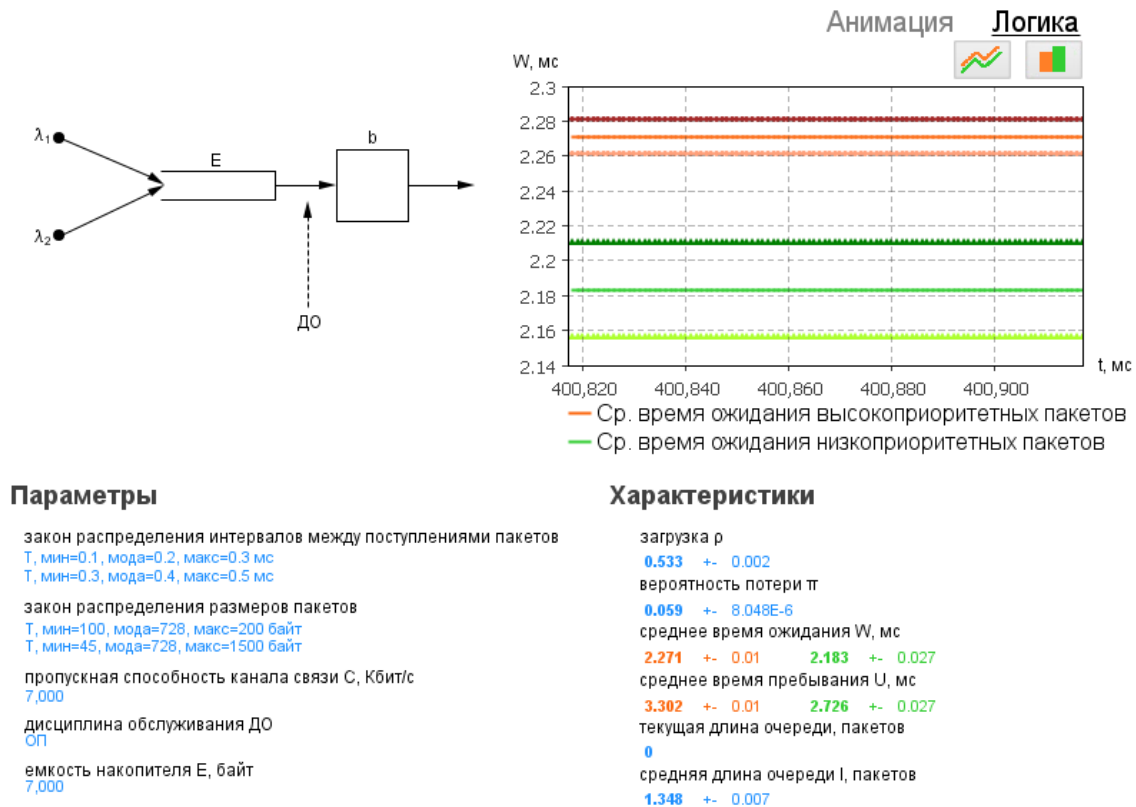 Анимация Логика
W, мс
2.3
2.28
2.26
2.24
2.22
2.2
2.18
2.16
2.14
400,820 400,840 400,860 400,880 400,900
t, мс
Ср. время ожидания высокоприоритетных пакетов
Ср. время ожидания низкоприоритетных пакетов
λ1
λ2
E
b
ДО
Параметры
закон распределения интервалов между поступлениями пакетов
T, мин=0.1, мода=0.2, макс=0.3 мс
T, мин=0.3, мода=0.4, макс=0.5 мс
закон распределения размеров пакетов
T, мин=100, мода=728, макс=200 байт
T, мин=45, мода=728, макс=1500 байт
пропускная способность канала связи С, Кбит/с
7,000
дисциплина обслуживания ДО
ОП
емкость накопителя Е, байт
7,000
Характеристики
загрузка ρ
0.533 +- 0.002
вероятность потери π
0.059 +- 8.048E-6
среднее время ожидания W, мс
2.271 +- 0.01 2.183 +- 0.027
среднее время пребывания U, мс
3.302 +- 0.01 2.726 +- 0.027
текущая длина очереди, пакетов
0
средняя длина очереди l, пакетов
1.348 +- 0.007